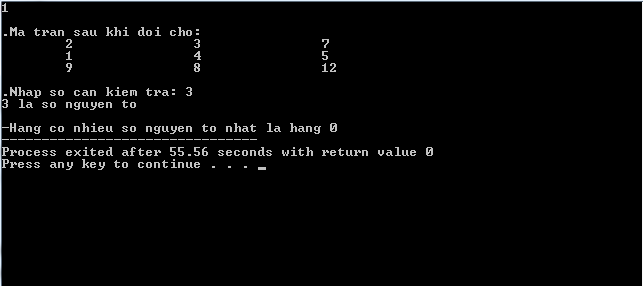 1
.Ma tran sau khi doi cho:
2 3 7
1 4 5
9 8 12
.Nhap so can kiem tra: 3
3 la so nguyen to
-Hang co nhieu so nguyen to nhat la hang 0
--------------------------------
Process exited after 55.56 seconds with return value 0
Press any key to continue . . . _